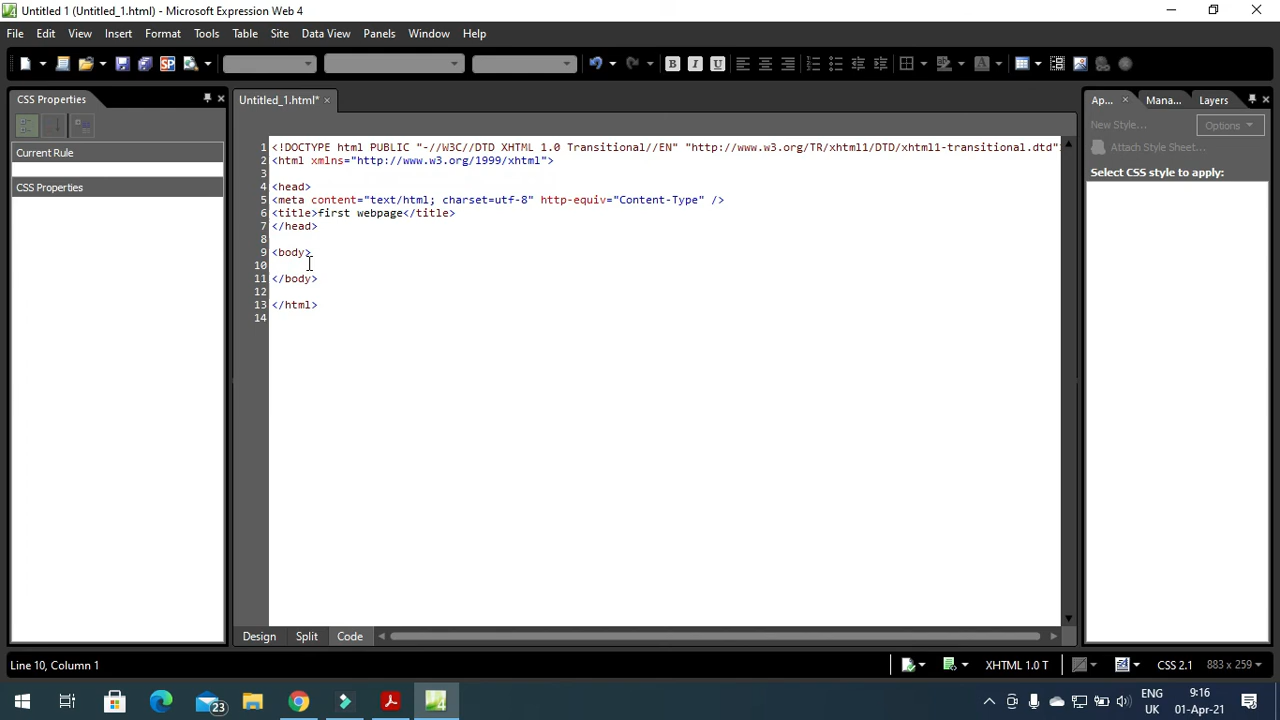 Untitled 1 (Untitled_1.html) - Microsoft Expression Web 4
File Edit View Insert Format Tools Table Site Data View Panels Window Help
CSS Properties
Untitled_1.html*
Ap... Mana... Layers
New Style... Options
Attach Style Sheet...
Select CSS style to apply:
Current Rule
CSS Properties
1 <!DOCTYPE html PUBLIC "-//W3C//DTD XHTML 1.0 Transitional//EN" "http://www.w3.org/TR/xhtml1/DTD/xhtml1-transitional.dtd"
2 <html xmlns="http://www.w3.org/1999/xhtml">
3
4 <head>
5 <meta content="text/html; charset=utf-8" http-equiv="Content-Type" />
6 <title>first webpage</title>
7 </head>
8
9 <body>
10
11 </body>
12
13 </html>
14
Design Split Code
Line 10, Column 1
XHTML 1.0 T CSS 2.1 883 x 259
23
ENG 9:16
UK 01-Apr-21